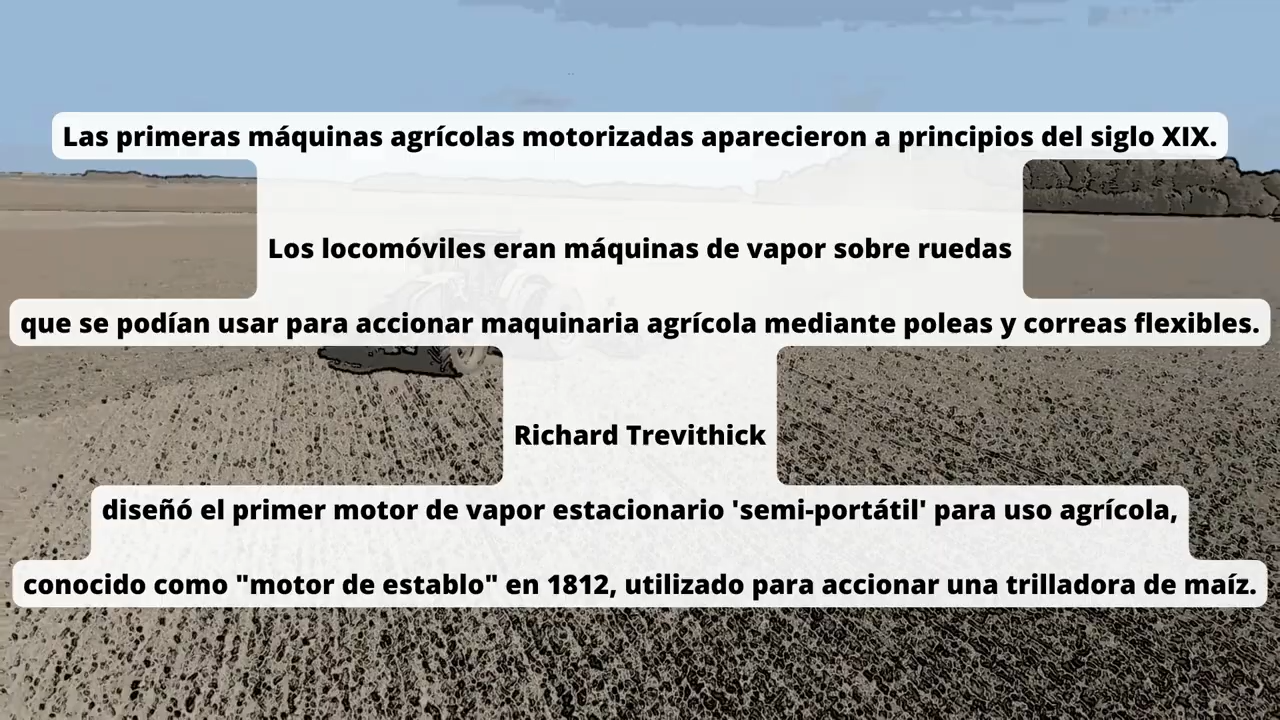 Las primeras máquinas agrícolas motorizadas aparecieron a principios del siglo XIX.
Los locomóviles eran máquinas de vapor sobre ruedas
que se podían usar para accionar maquinaria agrícola mediante poleas y correas flexibles.
Richard Trevithick
diseñó el primer motor de vapor estacionario 'semi-portátil' para uso agrícola,
conocido como "motor de establo" en 1812, utilizado para accionar una trilladora de maíz.